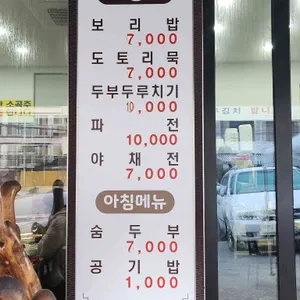 보리밥
7,000
도토리묵
7,000
두부두루치기
10,000
파전
10,000
야채전
7,000
아침메뉴
숨두부
7,000
공기밥
1,000